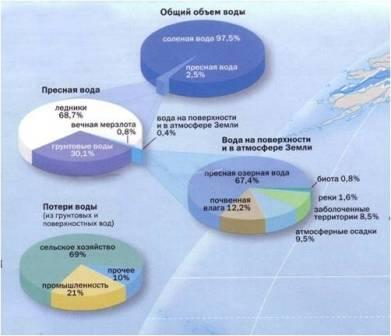 Общий объем воды
соленая вода 97,5%
пресная вода
2,5%
Пресная вода
ледники
68,7%
вечная мерзлота
0,8%
грунтовые воды
30,1%
вода на поверхности
и в атмосфере Земли
0,4%
Вода на поверхности
и в атмосфере Земли
пресная озерная вода
67,4%
почвенная
влага 12,2%
биота 0,8%
реки 1,6%
заболоченные
территории 8,5%
атмосферные осадки
9,5%
Потери воды
(из грунтовых и
поверхностных вод)
сельское хозяйство
69%
прочее
10%
промышленность
21%